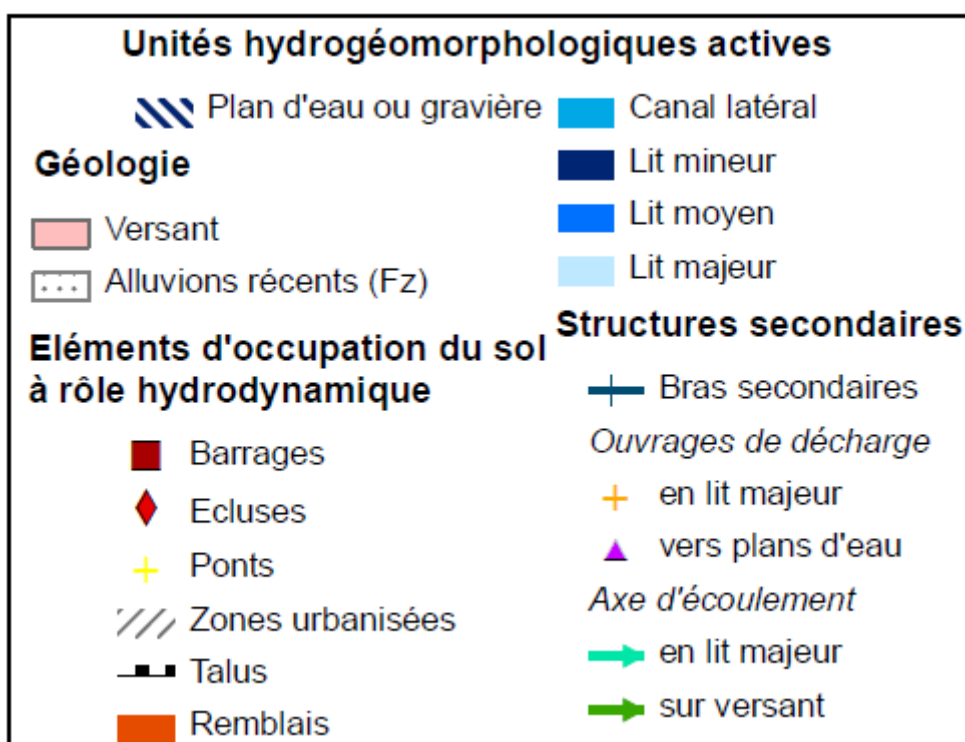 Unités hydrogéomorphologiques actives
Plan d'eau ou gravière
Canal latéral
Lit mineur
Lit moyen
Lit majeur
Géologie
Versant
Alluvions récents (Fz)
Eléments d'occupation du sol
à rôle hydrodynamique
Barrages
Ecluses
Ponts
Zones urbanisées
Talus
Remblais
Structures secondaires
Bras secondaires
Ouvrages de décharge
en lit majeur
vers plans d'eau
Axe d'écoulement
en lit majeur
sur versant